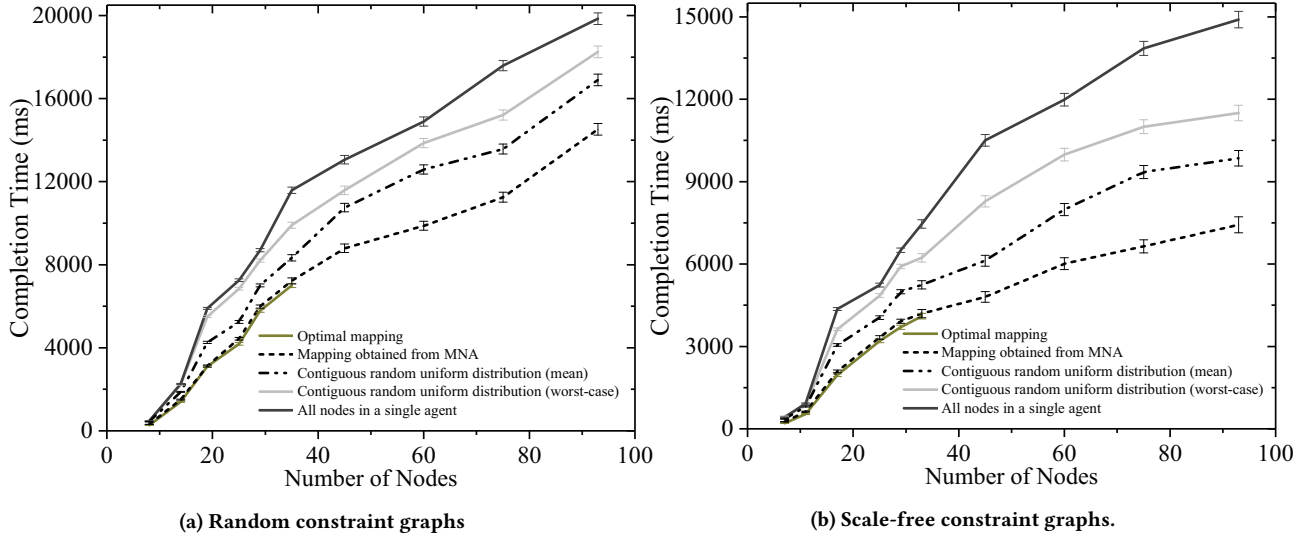 20000
16000
12000
8000
4000
0
Completion Time (ms)
0 20 40 60 80 100
Number of Nodes
Optimal mapping
Mapping obtained from MNA
Contiguous random uniform distribution (mean)
Contiguous random uniform distribution (worst-case)
All nodes in a single agent
(a) Random constraint graphs
15000
12000
9000
6000
3000
0
Completion Time (ms)
0 20 40 60 80 100
Number of Nodes
Optimal mapping
Mapping obtained from MNA
Contiguous random uniform distribution (mean)
Contiguous random uniform distribution (worst-case)
All nodes in a single agent
(b) Scale-free constraint graphs.